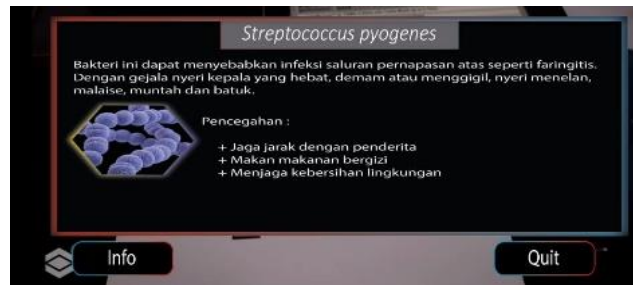 Streptococcus pyogenes
Bakteri ini dapat menyebabkan infeksi saluran pernapasan atas seperti faringitis.
Dengan gejala nyeri kepala yang hebat, demam atau menggigil, nyeri menelan,
malaise, muntah dan batuk.
Pencegahan :
+ Jaga jarak dengan penderita
+ Makan makanan bergizi
+ Menjaga kebersihan lingkungan
Info
Quit